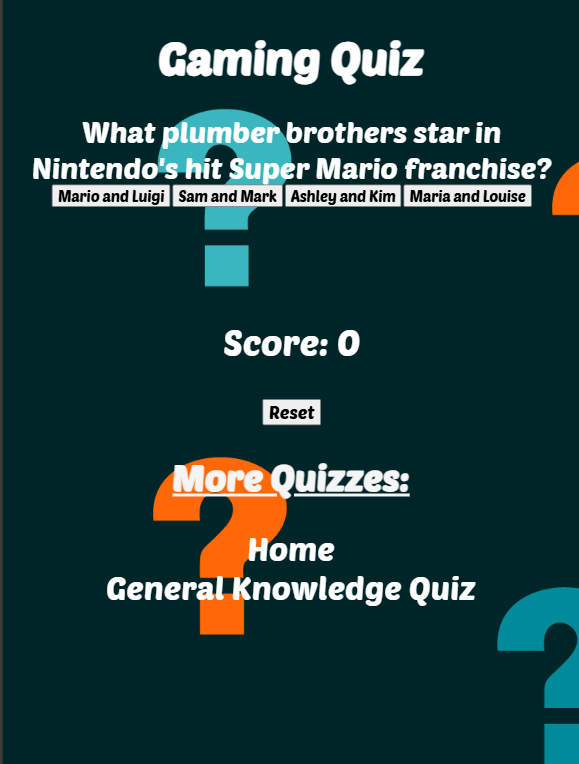 Gaming Quiz
What plumber brothers star in
Nintendo's hit Super Mario franchise?
Mario and Luigi Sam and Mark Ashley and Kim Maria and Louise
Score: 0
Reset
More Quizzes:
Home
General Knowledge Quiz